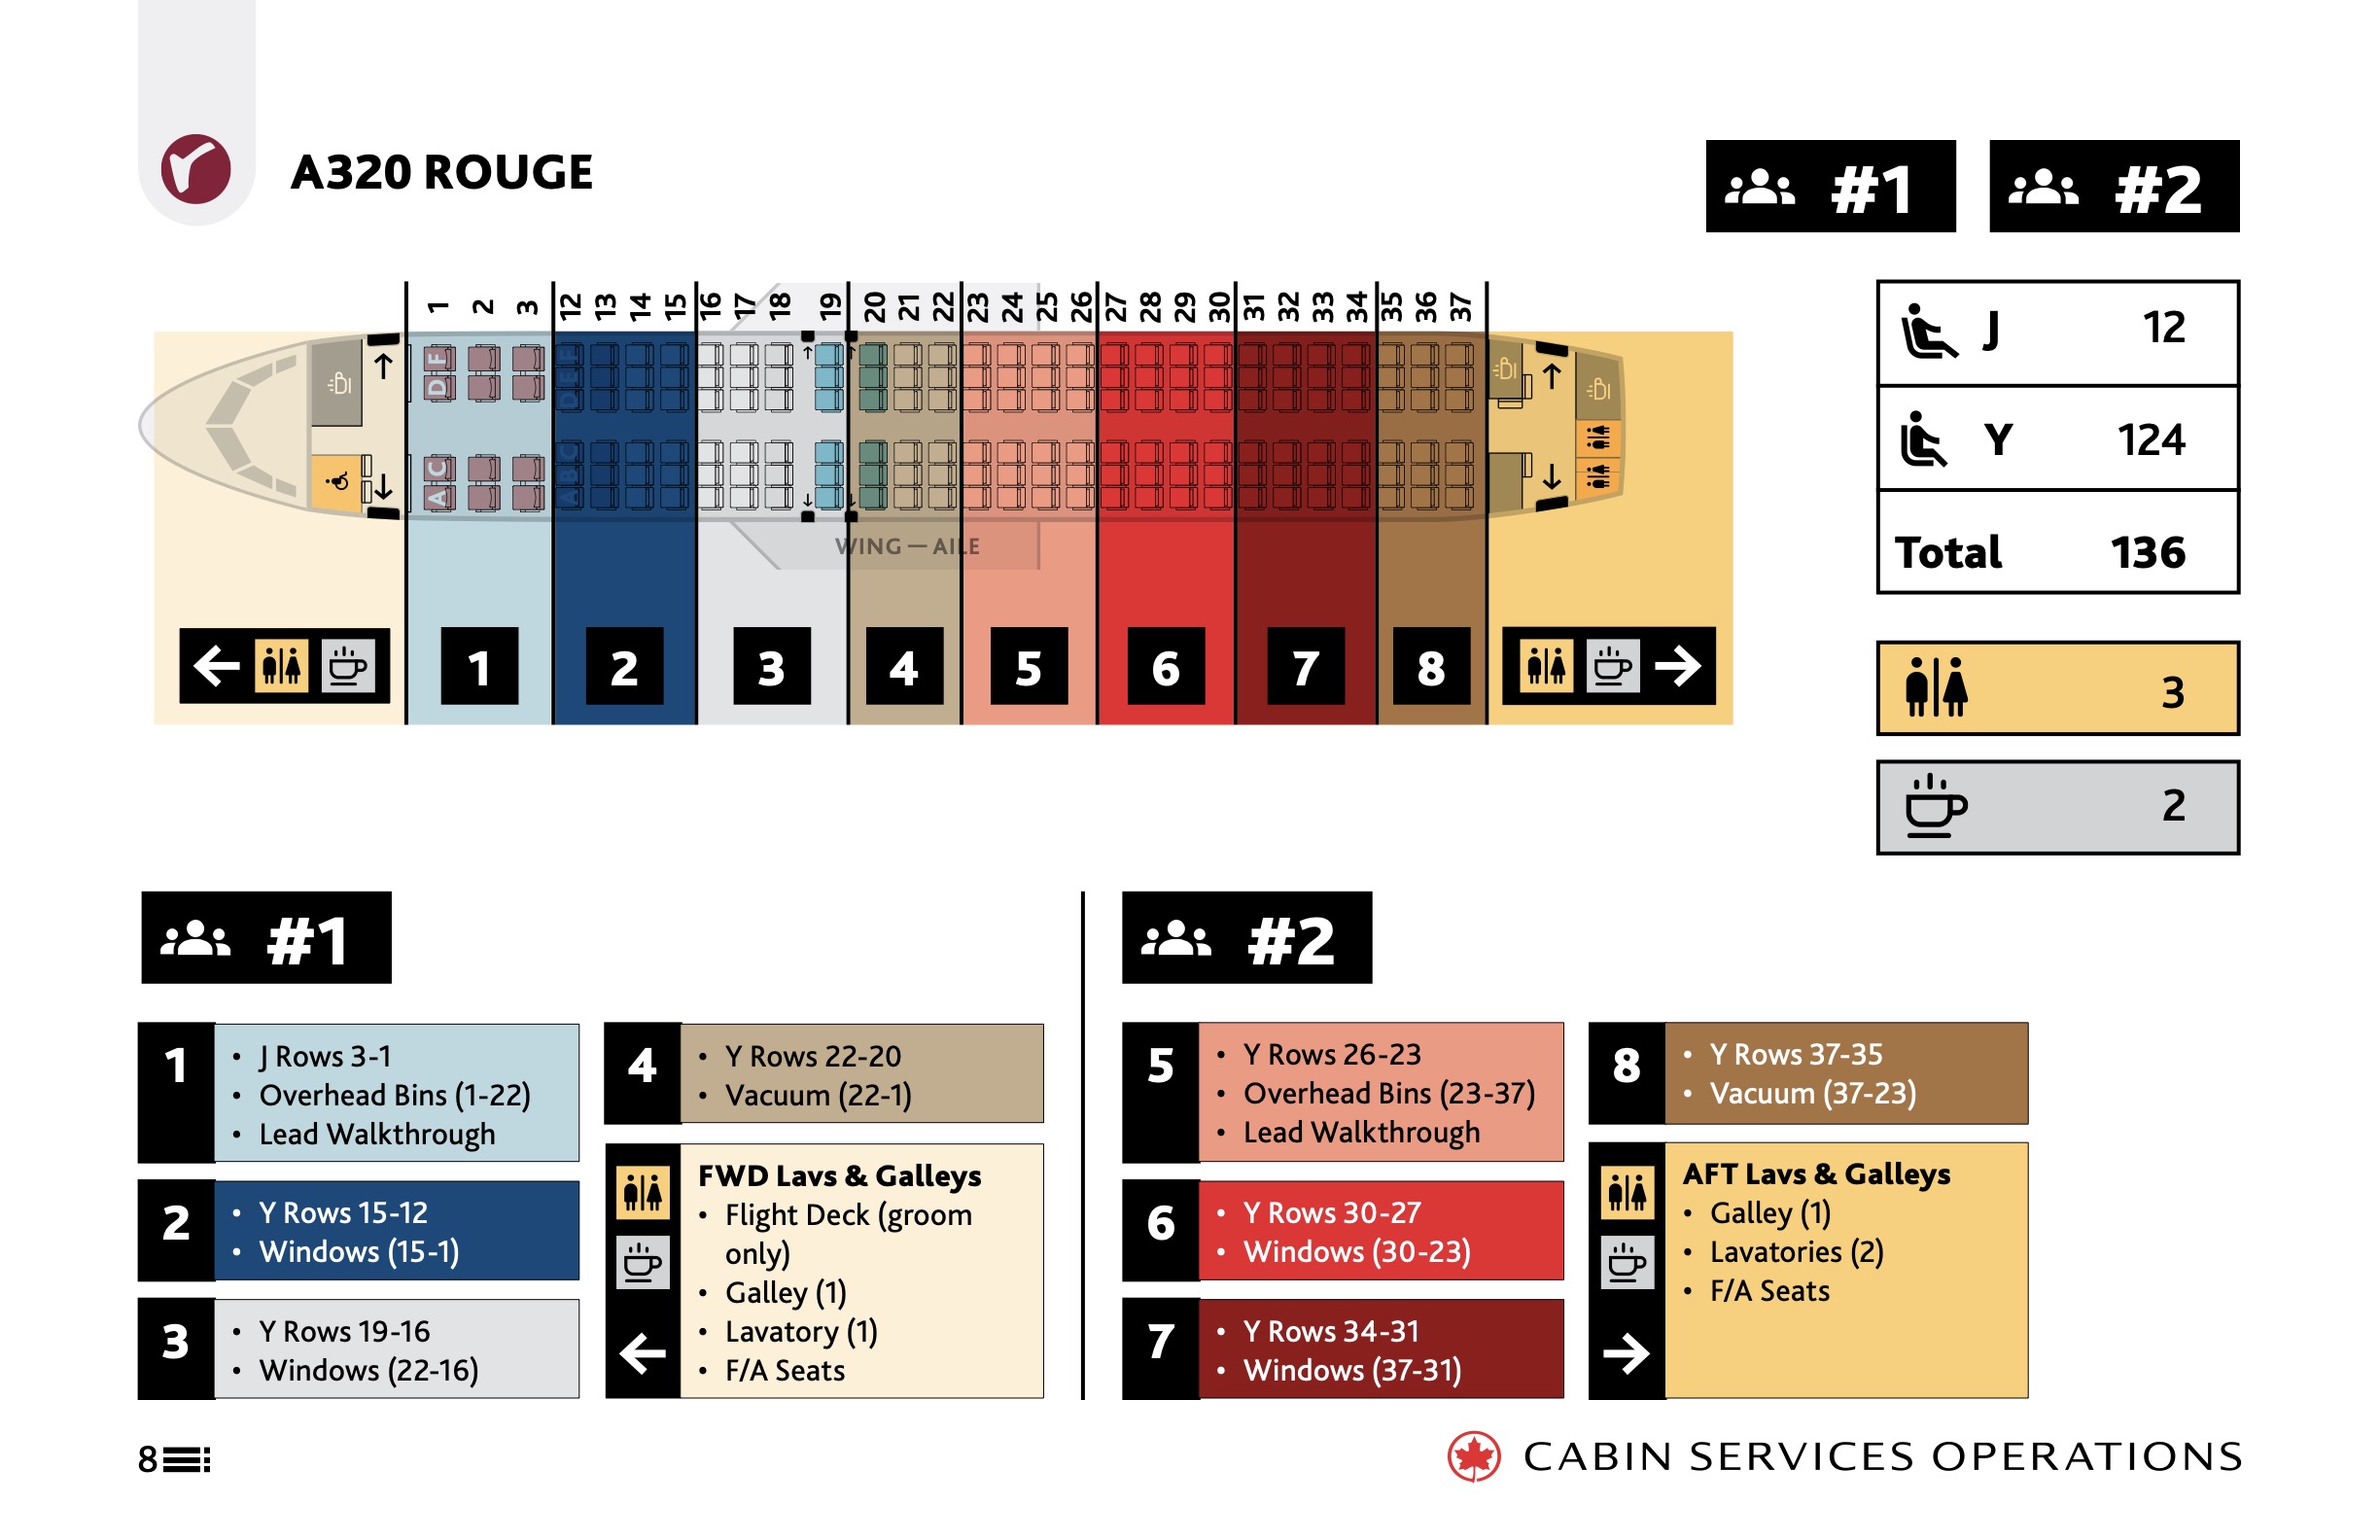 A320 ROUGE
#1
#2
1 2 3 12 13 14 15 16 17 18 19 20 21 22 23 24 25 26 27 28 29 30 31 32 33 34 35 36 37
DF
DEF
AC
ABC
WING — AILE
1 2 3 4 5 6 7 8
J 12
Y 124
Total 136
3
2
#1
1
• J Rows 3-1
• Overhead Bins (1-22)
• Lead Walkthrough
2
• Y Rows 15-12
• Windows (15-1)
3
• Y Rows 19-16
• Windows (22-16)
4
• Y Rows 22-20
• Vacuum (22-1)
FWD Lavs & Galleys
• Flight Deck (groom
only)
• Galley (1)
• Lavatory (1)
• F/A Seats
#2
5
• Y Rows 26-23
• Overhead Bins (23-37)
• Lead Walkthrough
6
• Y Rows 30-27
• Windows (30-23)
7
• Y Rows 34-31
• Windows (37-31)
8
• Y Rows 37-35
• Vacuum (37-23)
AFT Lavs & Galleys
• Galley (1)
• Lavatories (2)
• F/A Seats
8
CABIN SERVICES OPERATIONS